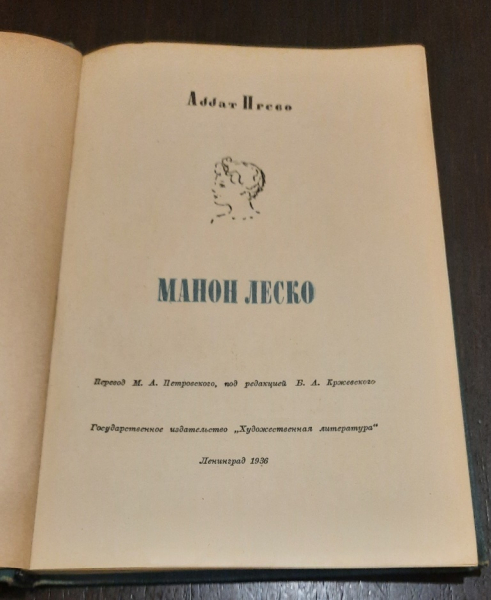 Аббат Прево
МАНОН ЛЕСКО
Перевод М. А. Петровского, под редакцией Б. А. Кржевского
Государственное издательство „Художественная литература“
Ленинград 1936